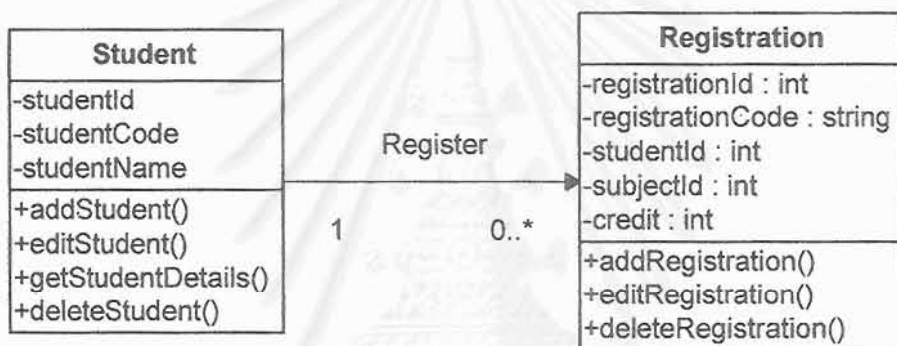 Student
-studentId
-studentCode
-studentName
+addStudent()
+editStudent()
+getStudentDetails()
+deleteStudent()
Register
1
0..*
Registration
-registrationId : int
-registrationCode : string
-studentId : int
-subjectId : int
-credit : int
+addRegistration()
+editRegistration()
+deleteRegistration()